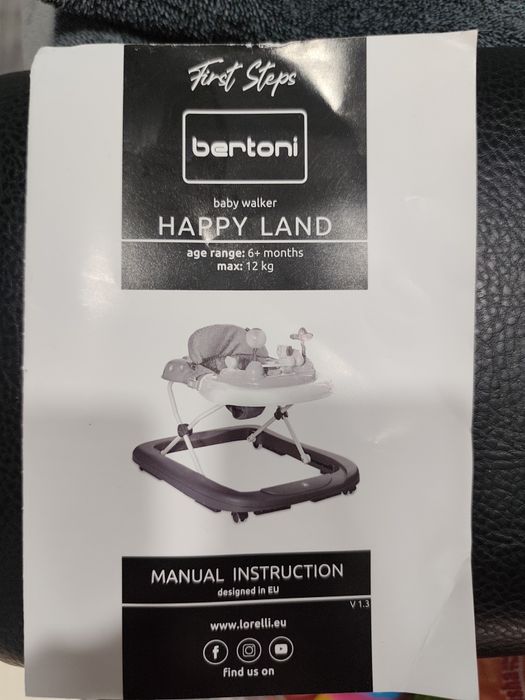 First Steps
bertoni
baby walker
HAPPY LAND
age range: 6+ months
max: 12 kg
MANUAL INSTRUCTION
designed in EU
V 1.3
www.lorelli.eu
find us on